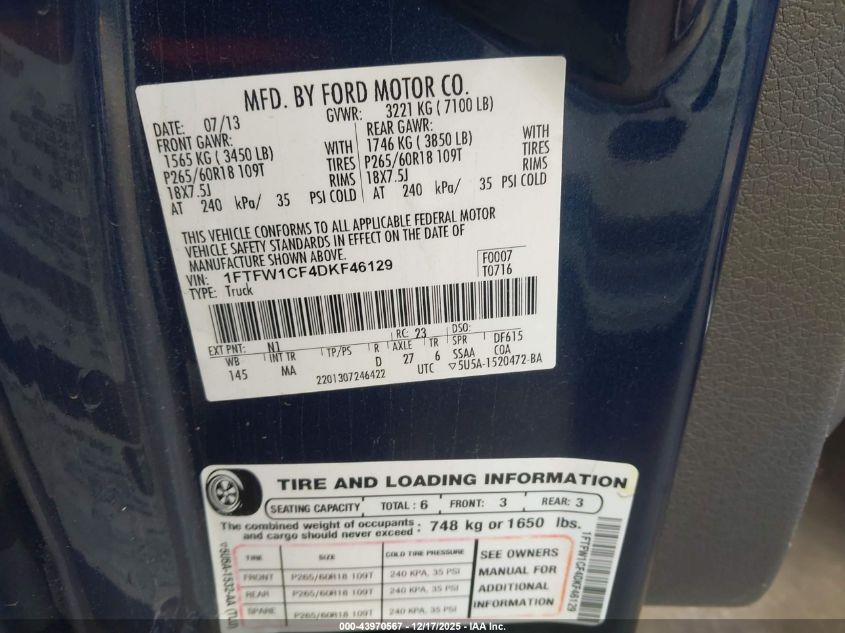 MFD. BY FORD MOTOR CO.
DATE: 07/13 GVWR: 3221 KG ( 7100 LB)
FRONT GAWR: REAR GAWR:
1565 KG ( 3450 LB) WITH 1746 KG ( 3850 LB) WITH
P265/60R18 109T TIRES P265/60R18 109T TIRES
18X7.5J RIMS 18X7.5J RIMS
AT 240 kPa/ 35 PSI COLD AT 240 kPa/ 35 PSI COLD
THIS VEHICLE CONFORMS TO ALL APPLICABLE FEDERAL MOTOR
VEHICLE SAFETY STANDARDS IN EFFECT ON THE DATE OF
MANUFACTURE SHOWN ABOVE.
VIN: 1FTFW1CF4DKF46129 F0007
TYPE: Truck T0716
EXT PNT: N1 RC: 23 DSO:
WB INT TR TP/PS R AXLE TR SPR DF615
145 MA D 27 6 SSAA COA
2201307246422 UTC ▽5U5A-1520472-BA
TIRE AND LOADING INFORMATION
SEATING CAPACITY TOTAL : 6 FRONT: 3 REAR: 3
The combined weight of occupants
and cargo should never exceed : 748 kg or 1650 lbs.
TIRE SIZE COLD TIRE PRESSURE
FRONT P265/60R18 109T 240 KPA, 35 PSI
REAR P265/60R18 109T 240 KPA, 35 PSI
SPARE P265/60R18 109T 240 KPA, 35 PSI
SEE OWNERS
MANUAL FOR
ADDITIONAL
INFORMATION
▽5U5A-1532-AA (TLU)
1FTFW1CF4DKF46129
Stock#: 43970567 - 12/17/2025 - IAA Inc.